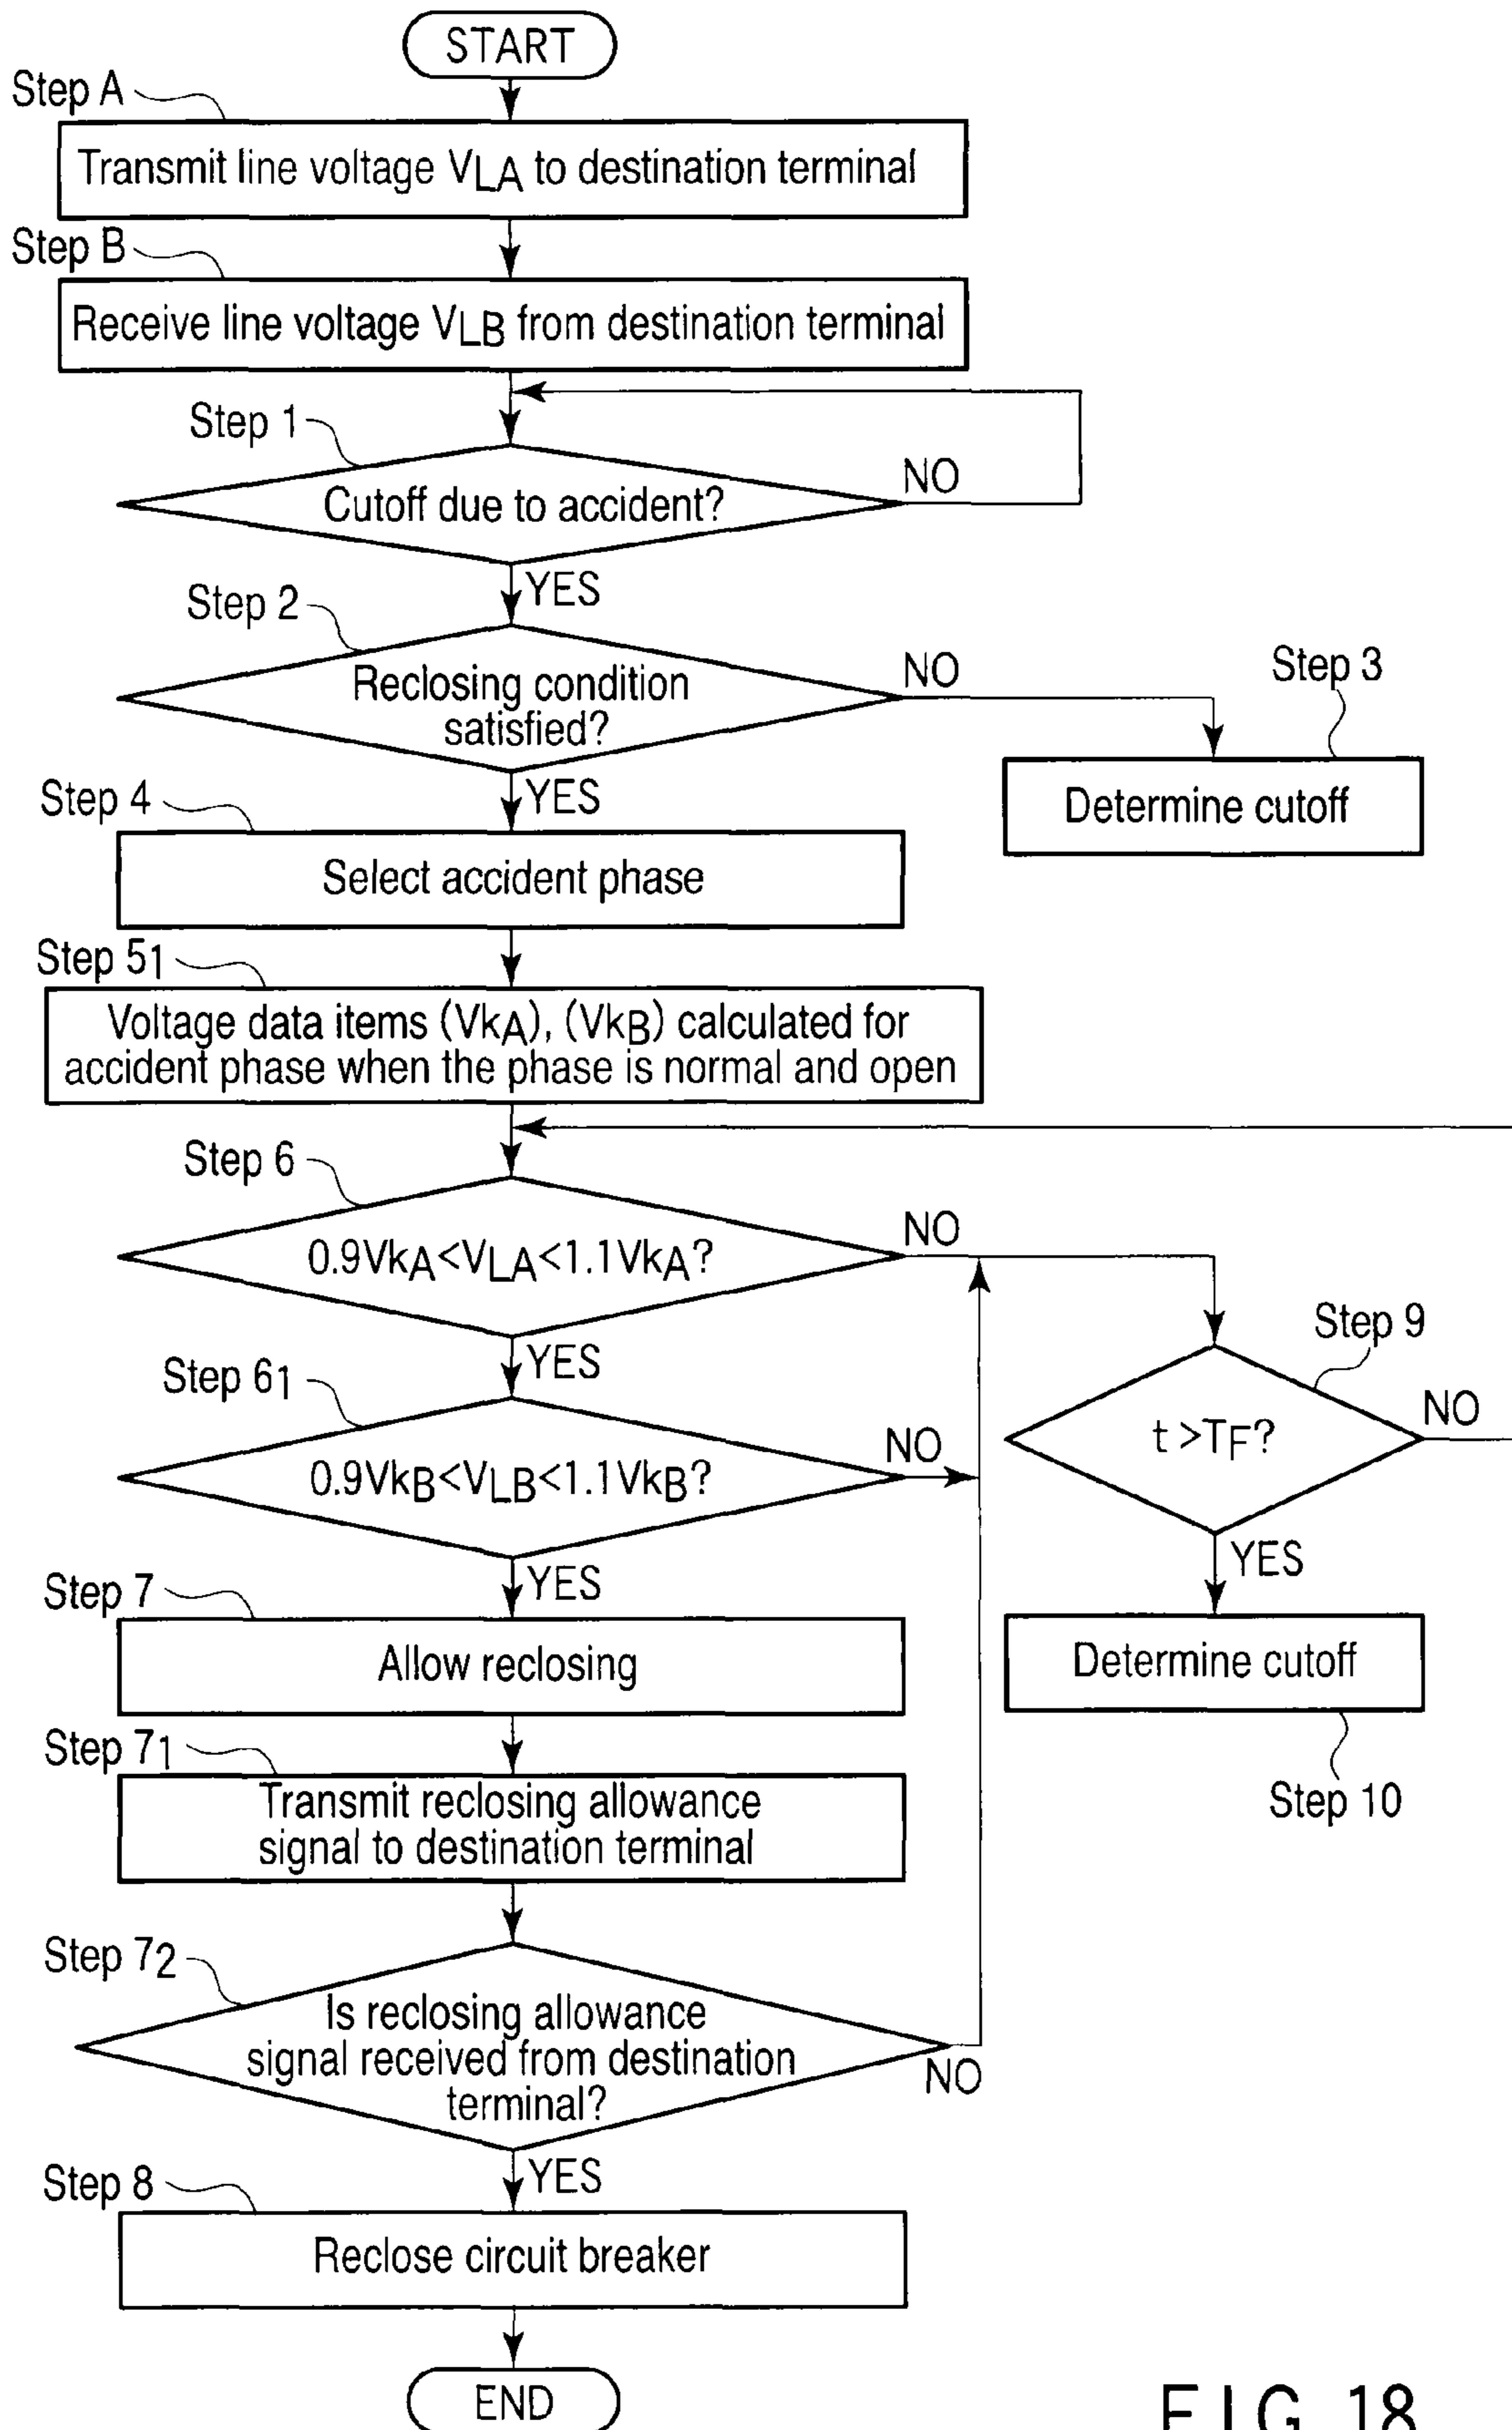 START
Step A
Transmit line voltage VLA to destination terminal
Step B
Receive line voltage VLB from destination terminal
Step 1
Cutoff due to accident?
NO
YES
Step 2
Reclosing condition
satisfied?
NO
Step 3
Determine cutoff
YES
Step 4
Select accident phase
Step 51
Voltage data items (VkA), (VkB) calculated for
accident phase when the phase is normal and open
Step 6
0.9VkA<VLA<1.1VkA?
NO
YES
Step 9
t >TF?
NO
Step 61
0.9VkB<VLB<1.1VkB?
NO
YES
YES
Step 7
Allow reclosing
Determine cutoff
Step 10
Step 71
Transmit reclosing allowance
signal to destination terminal
Step 72
Is reclosing allowance
signal received from destination
terminal?
NO
YES
Step 8
Reclose circuit breaker
END
FIG. 18